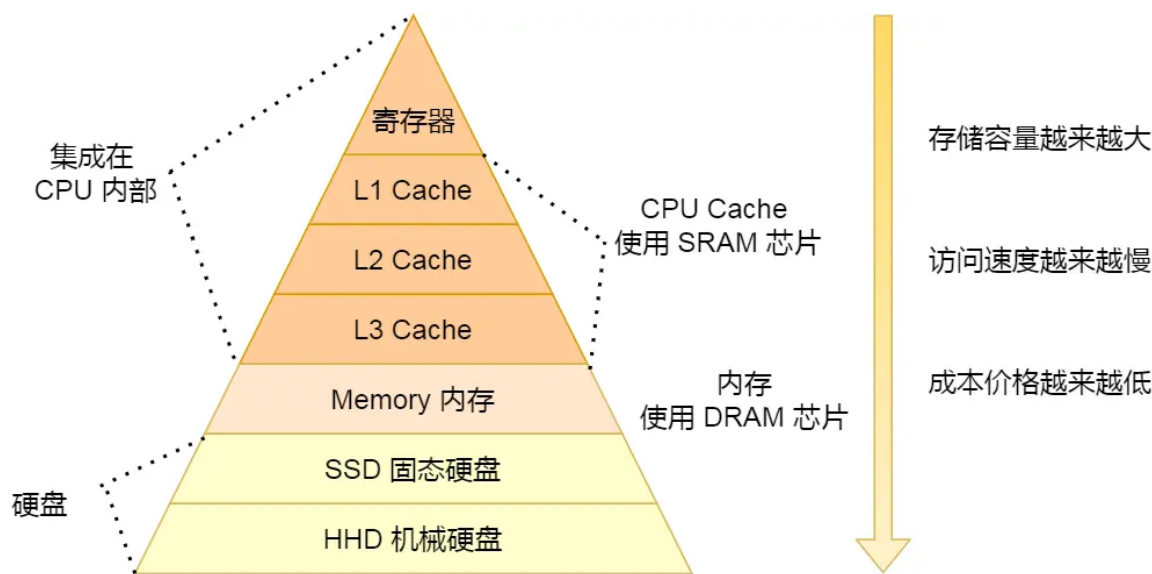 寄存器
集成在
CPU 内部
L1 Cache
L2 Cache
L3 Cache
CPU Cache
使用 SRAM 芯片
Memory 内存
内存
使用 DRAM 芯片
硬盘
SSD 固态硬盘
HHD 机械硬盘
存储容量越来越大
访问速度越来越慢
成本价格越来越低